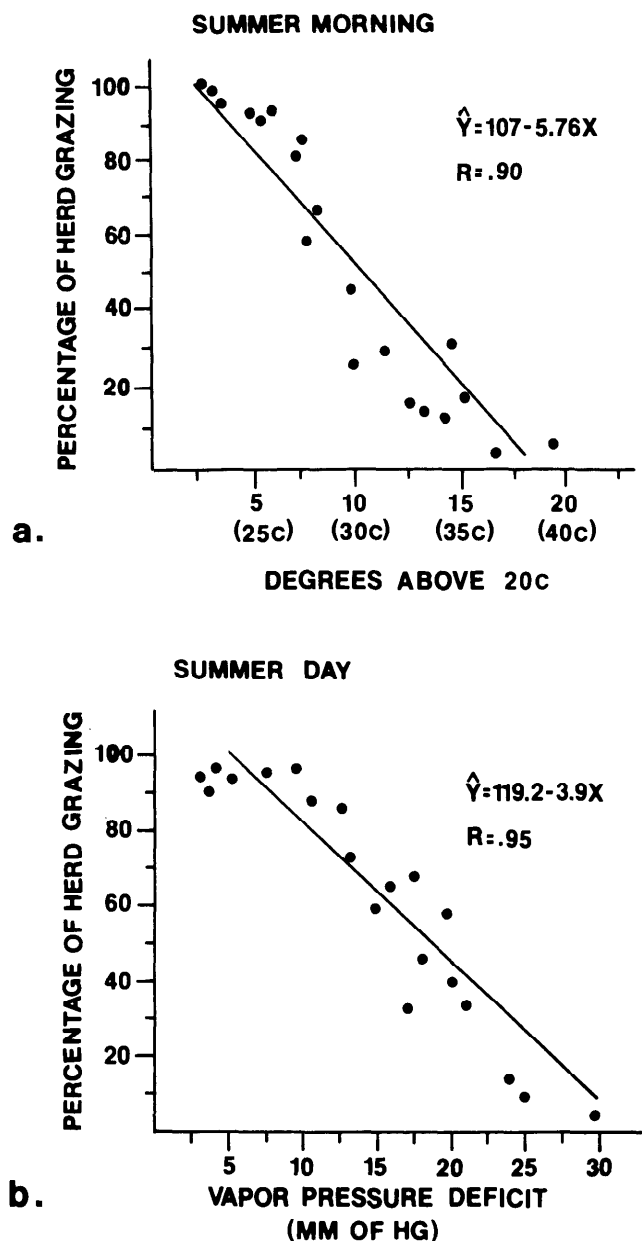 SUMMER MORNING
PERCENTAGE OF HERD GRAZING
100
80
60
40
20
Ŷ=107-5.76X
R=.90
5 10 15 20
(25C) (30C) (35C) (40C)
a.
DEGREES ABOVE 20C
SUMMER DAY
PERCENTAGE OF HERD GRAZING
100
80
60
40
20
Ŷ=119.2-3.9X
R=.95
5 10 15 20 25 30
b.
VAPOR PRESSURE DEFICIT
(MM OF HG)